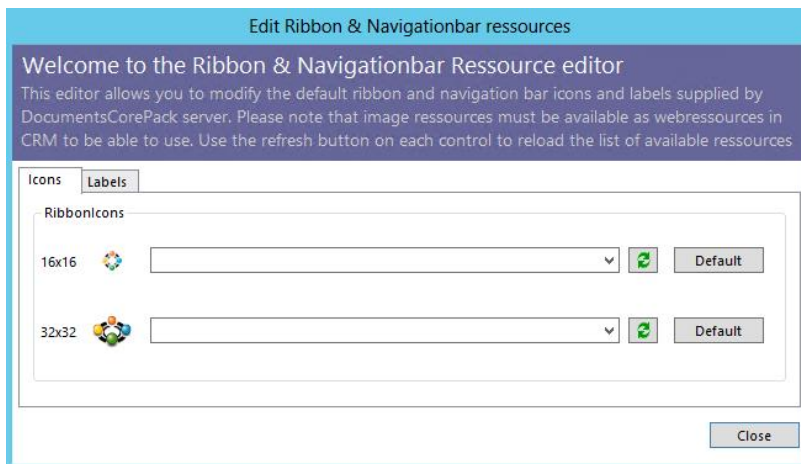 Edit Ribbon & Navigationbar ressources
Welcome to the Ribbon & Navigationbar Ressource editor
This editor allows you to modify the default ribbon and navigation bar icons and labels supplied by
DocumentsCorePack server. Please note that image ressources must be available as webressources in
CRM to be able to use. Use the refresh button on each control to reload the list of available ressources
Icons Labels
RibbonIcons
16x16 Default
32x32 Default
Close